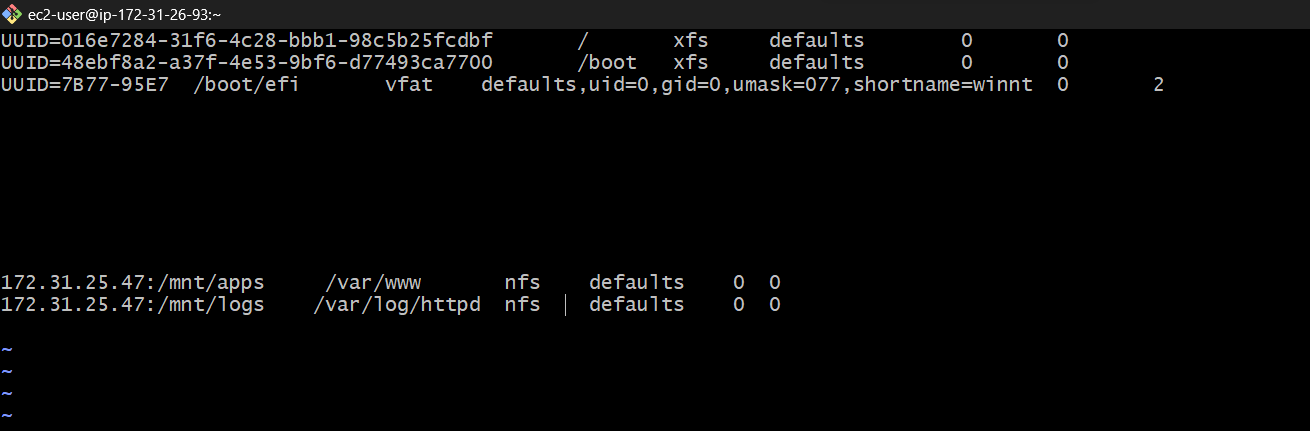 ec2-user@ip-172-31-26-93:~
UUID=016e7284-31f6-4c28-bbb1-98c5b25fcdbf / xfs defaults 0 0
UUID=48ebf8a2-a37f-4e53-9bf6-d77493ca7700 /boot xfs defaults 0 0
UUID=7B77-95E7 /boot/efi vfat defaults,uid=0,gid=0,umask=077,shortname=winnt 0 2
172.31.25.47:/mnt/apps /var/www nfs defaults 0 0
172.31.25.47:/mnt/logs /var/log/httpd nfs defaults 0 0
~
~
~
~